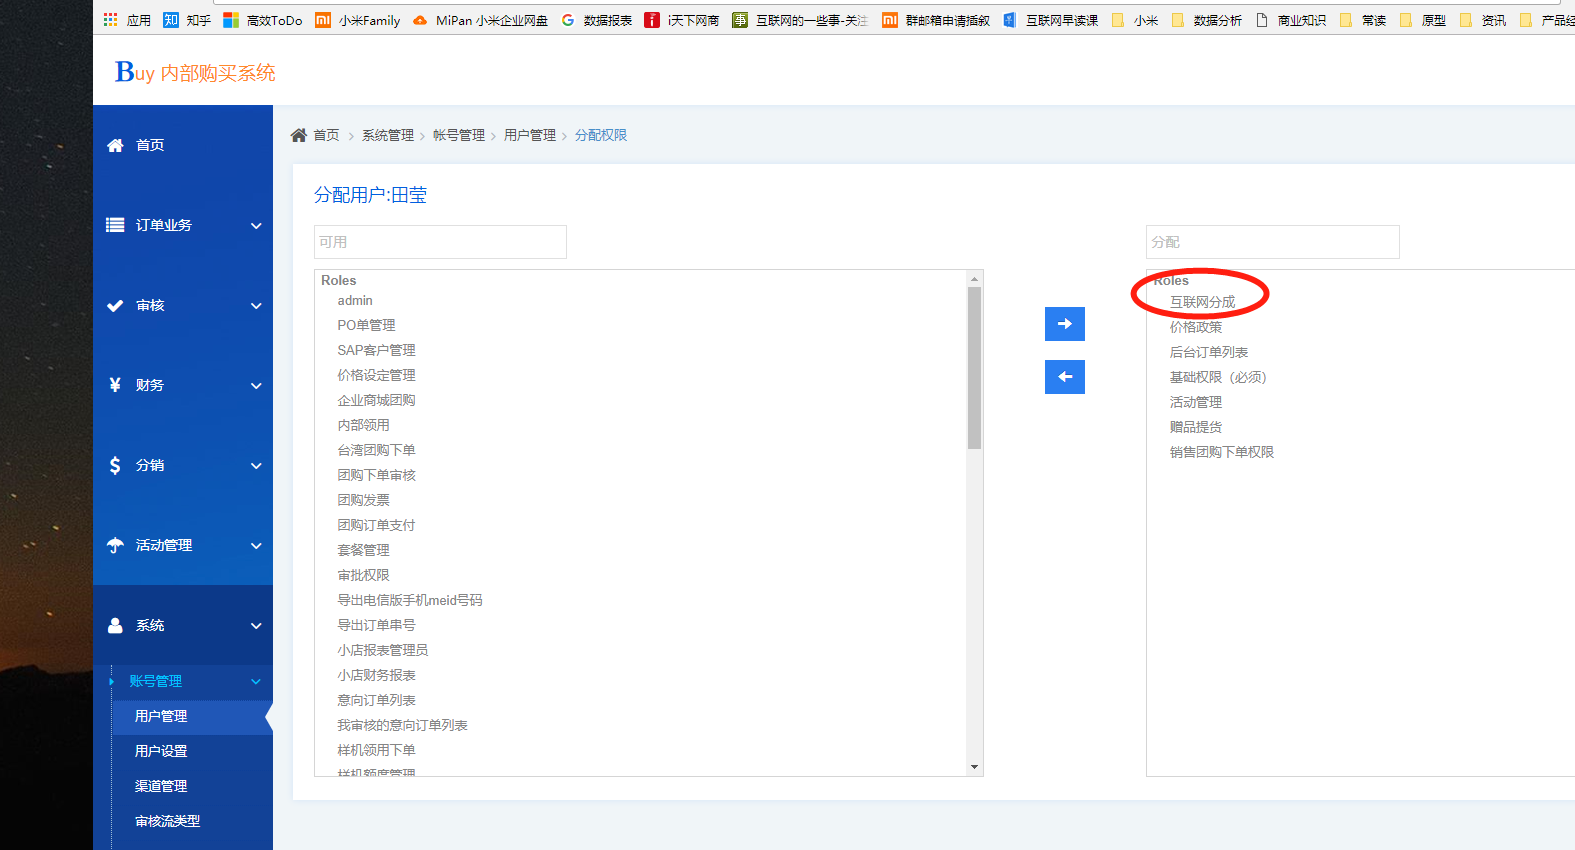 应用 知 知乎 高效ToDo 小米Family MiPan 小米企业网盘 数据报表 i天下网商 互联网的一些事-关注 群邮箱申请插叙 互联网早读课 小米 数据分析 商业知识 常读 原型 资讯 产品经
Buy 内部购买系统
首页
订单业务
审核
财务
分销
活动管理
系统
账号管理
用户管理
用户设置
渠道管理
审核流类型
首页 > 系统管理 > 帐号管理 > 用户管理 > 分配权限
分配用户:田莹
可用
Roles
admin
PO单管理
SAP客户管理
价格设定管理
企业商城团购
内部领用
台湾团购下单
团购下单审核
团购发票
团购订单支付
套餐管理
审批权限
导出电信版手机meid号码
导出订单串号
小店报表管理员
小店财务报表
意向订单列表
我审核的意向订单列表
样机领用下单
样机额度管理
分配
Roles
互联网分成
价格政策
后台订单列表
基础权限（必须）
活动管理
赠品提货
销售团购下单权限